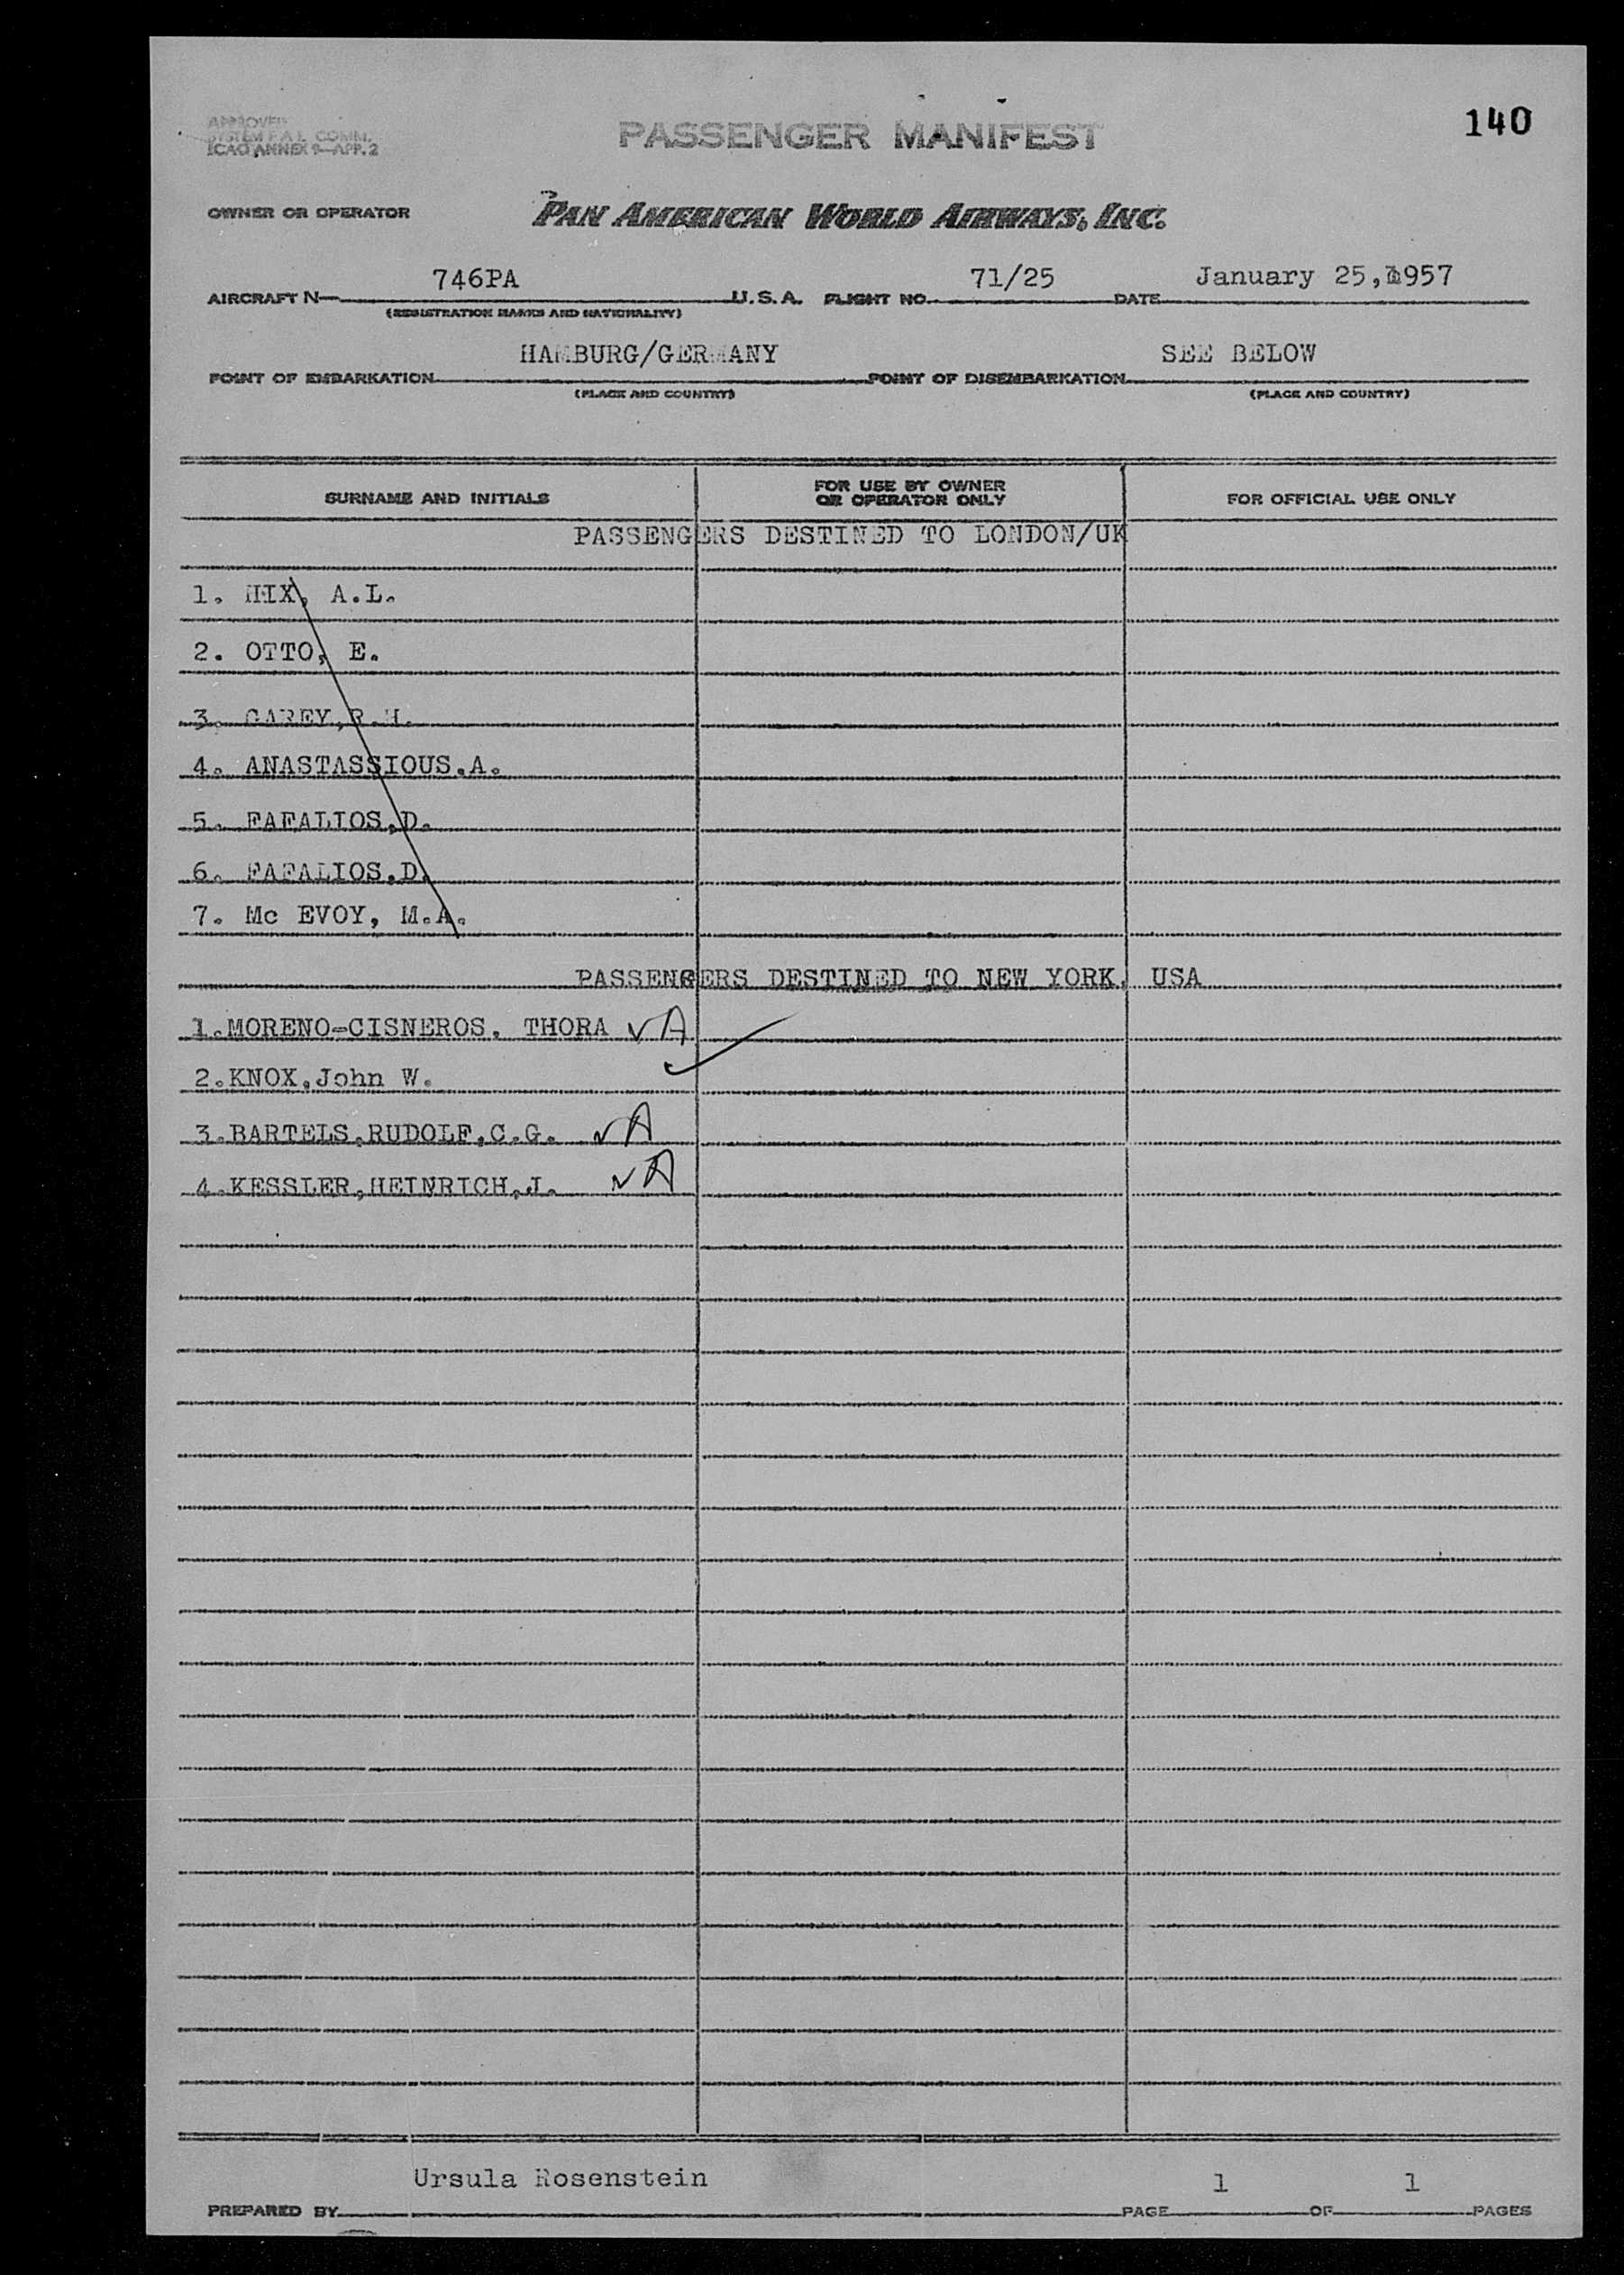 140
APPROVED
SYSTEM F.A.L. COMM.
ICAO ANNEX 9—APP. 2
PASSENGER MANIFEST
OWNER OR OPERATOR PAN AMERICAN WORLD AIRWAYS, INC.
AIRCRAFT N— 746PA U.S.A. FLIGHT NO. 71/25 DATE January 25,1957
(REGISTRATION MARKS AND NATIONALITY)
POINT OF EMBARKATION HAMBURG/GERMANY POINT OF DISEMBARKATION SEE BELOW
(PLACE AND COUNTRY) (PLACE AND COUNTRY)
SURNAME AND INITIALS FOR USE BY OWNER OR OPERATOR ONLY FOR OFFICIAL USE ONLY
PASSENGERS DESTINED TO LONDON/UK
1. HIX, A.L.
2. OTTO, E.
3. CAREY,R.H.
4. ANASTASSIOUS.A.
5. FAFALIOS.D.
6. FAFALIOS.D.
7. Mc EVOY, M.A.
PASSENGERS DESTINED TO NEW YORK, USA
1.MORENO-CISNEROS, THORA ✓A
2.KNOX,John W. ✓
3.BARTELS,RUDOLF,C.G. ✓A
4.KESSLER,HEINRICH,J. ✓A
PREPARED BY Ursula Rosenstein PAGE 1 OF 1 PAGES